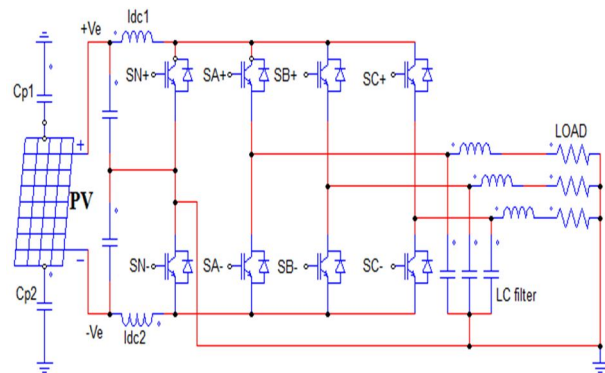 +Ve
Idc1
SN+
SA+
SB+
SC+
Cp1
LOAD
+
PV
−
SN-
SA-
SB-
SC-
Cp2
LC filter
-Ve
Idc2